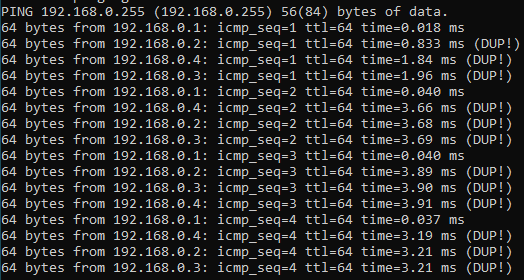 PING 192.168.0.255 (192.168.0.255) 56(84) bytes of data.
64 bytes from 192.168.0.1: icmp_seq=1 ttl=64 time=0.018 ms
64 bytes from 192.168.0.2: icmp_seq=1 ttl=64 time=0.833 ms (DUP!)
64 bytes from 192.168.0.4: icmp_seq=1 ttl=64 time=1.84 ms (DUP!)
64 bytes from 192.168.0.3: icmp_seq=1 ttl=64 time=1.96 ms (DUP!)
64 bytes from 192.168.0.1: icmp_seq=2 ttl=64 time=0.040 ms
64 bytes from 192.168.0.4: icmp_seq=2 ttl=64 time=3.66 ms (DUP!)
64 bytes from 192.168.0.2: icmp_seq=2 ttl=64 time=3.68 ms (DUP!)
64 bytes from 192.168.0.3: icmp_seq=2 ttl=64 time=3.69 ms (DUP!)
64 bytes from 192.168.0.1: icmp_seq=3 ttl=64 time=0.040 ms
64 bytes from 192.168.0.2: icmp_seq=3 ttl=64 time=3.89 ms (DUP!)
64 bytes from 192.168.0.3: icmp_seq=3 ttl=64 time=3.90 ms (DUP!)
64 bytes from 192.168.0.4: icmp_seq=3 ttl=64 time=3.91 ms (DUP!)
64 bytes from 192.168.0.1: icmp_seq=4 ttl=64 time=0.037 ms
64 bytes from 192.168.0.4: icmp_seq=4 ttl=64 time=3.19 ms (DUP!)
64 bytes from 192.168.0.2: icmp_seq=4 ttl=64 time=3.21 ms (DUP!)
64 bytes from 192.168.0.3: icmp_seq=4 ttl=64 time=3.21 ms (DUP!)